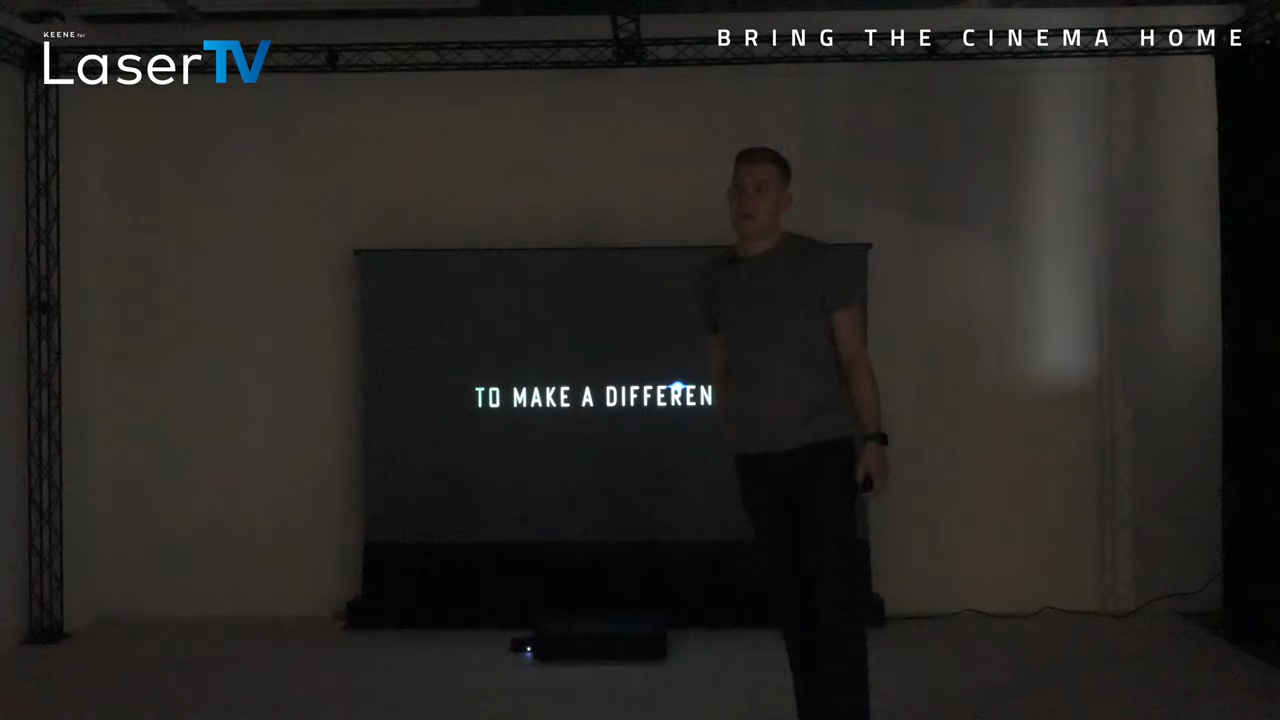 KEENE for
LaserTV
BRING THE CINEMA HOME
TO MAKE A DIFFEREN